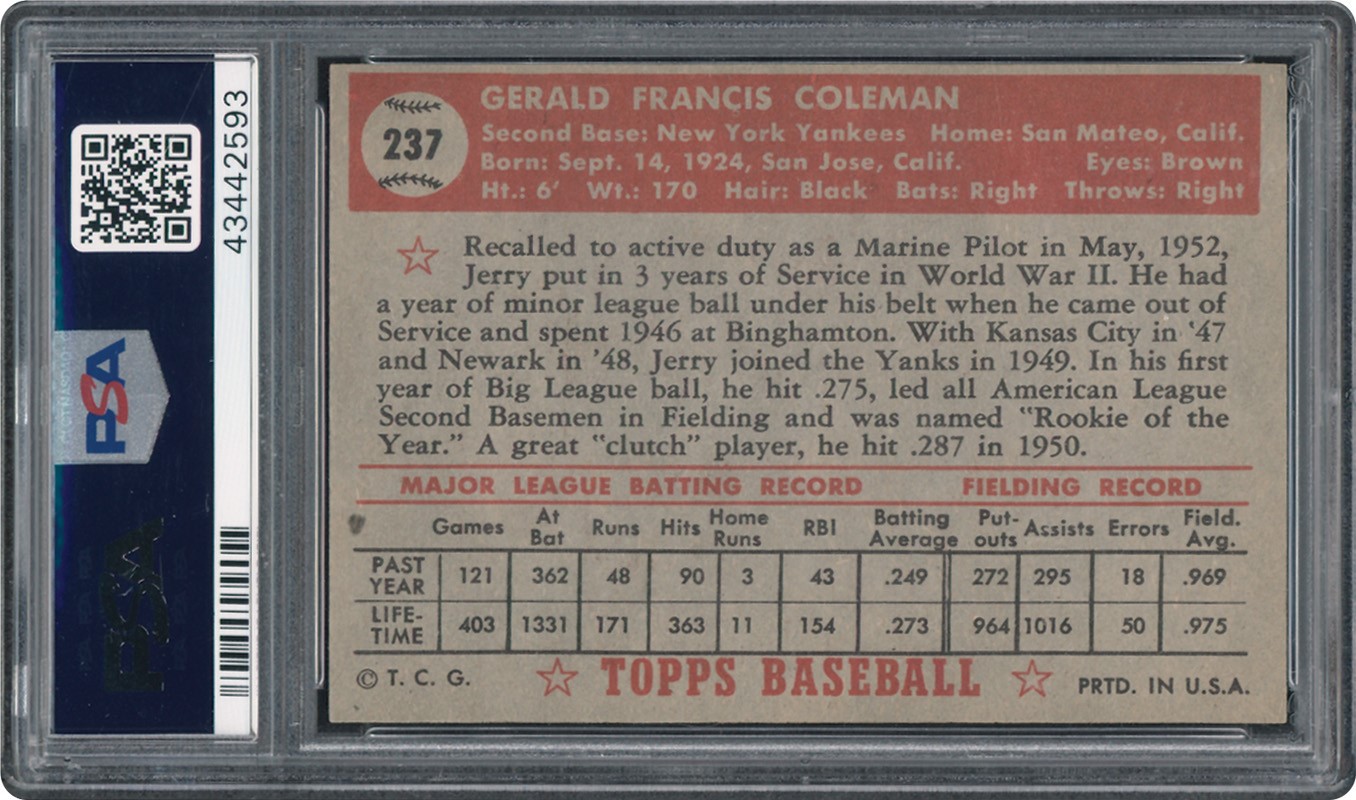 43442593
PSA
237
GERALD FRANCIS COLEMAN
Second Base: New York Yankees Home: San Mateo, Calif.
Born: Sept. 14, 1924, San Jose, Calif. Eyes: Brown
Ht.: 6' Wt.: 170 Hair: Black Bats: Right Throws: Right
Recalled to active duty as a Marine Pilot in May, 1952,
Jerry put in 3 years of Service in World War II. He had
a year of minor league ball under his belt when he came out of
Service and spent 1946 at Binghamton. With Kansas City in '47
and Newark in '48, Jerry joined the Yanks in 1949. In his first
year of Big League ball, he hit .275, led all American League
Second Basemen in Fielding and was named "Rookie of the
Year." A great "clutch" player, he hit .287 in 1950.
MAJOR LEAGUE BATTING RECORD FIELDING RECORD
Games At Bat Runs Hits Home Runs RBI Batting Average Put-outs Assists Errors Field. Avg.
PAST YEAR 121 362 48 90 3 43 .249 272 295 18 .969
LIFE-TIME 403 1331 171 363 11 154 .273 964 1016 50 .975
© T. C. G. TOPPS BASEBALL PRTD. IN U.S.A.
PSA